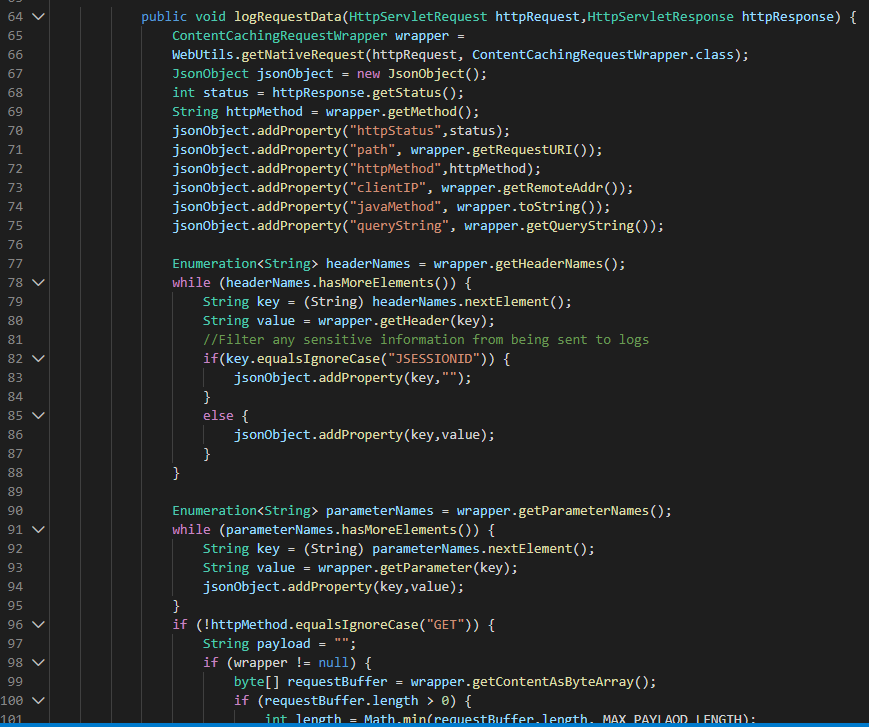 64 public void logRequestData(HttpServletRequest httpRequest,HttpServletResponse httpResponse) {
65 ContentCachingRequestWrapper wrapper =
66 WebUtils.getNativeRequest(httpRequest, ContentCachingRequestWrapper.class);
67 JsonObject jsonObject = new JsonObject();
68 int status = httpResponse.getStatus();
69 String httpMethod = wrapper.getMethod();
70 jsonObject.addProperty("httpStatus",status);
71 jsonObject.addProperty("path", wrapper.getRequestURI());
72 jsonObject.addProperty("httpMethod",httpMethod);
73 jsonObject.addProperty("clientIP", wrapper.getRemoteAddr());
74 jsonObject.addProperty("javaMethod", wrapper.toString());
75 jsonObject.addProperty("queryString", wrapper.getQueryString());
76
77 Enumeration<String> headerNames = wrapper.getHeaderNames();
78 while (headerNames.hasMoreElements()) {
79 String key = (String) headerNames.nextElement();
80 String value = wrapper.getHeader(key);
81 //Filter any sensitive information from being sent to logs
82 if(key.equalsIgnoreCase("JSESSIONID")) {
83 jsonObject.addProperty(key,"");
84 }
85 else {
86 jsonObject.addProperty(key,value);
87 }
88 }
89
90 Enumeration<String> parameterNames = wrapper.getParameterNames();
91 while (parameterNames.hasMoreElements()) {
92 String key = (String) parameterNames.nextElement();
93 String value = wrapper.getParameter(key);
94 jsonObject.addProperty(key,value);
95 }
96 if (!httpMethod.equalsIgnoreCase("GET")) {
97 String payload = "";
98 if (wrapper != null) {
99 byte[] requestBuffer = wrapper.getContentAsByteArray();
100 if (requestBuffer.length > 0) {
101 int length = Math.min(requestBuffer.length, MAX_PAYLAOD_LENGTH);